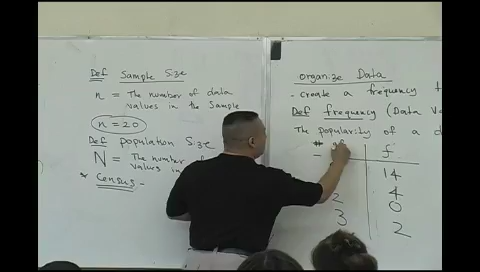 Def Sample Size
n = The number of data
values in the Sample
n = 20
Def population Size
N = The number
values in
* Census -
organize Data
- Create a frequency
Def frequency (Data
The popularity of a
f
14
4
2 0
3 2